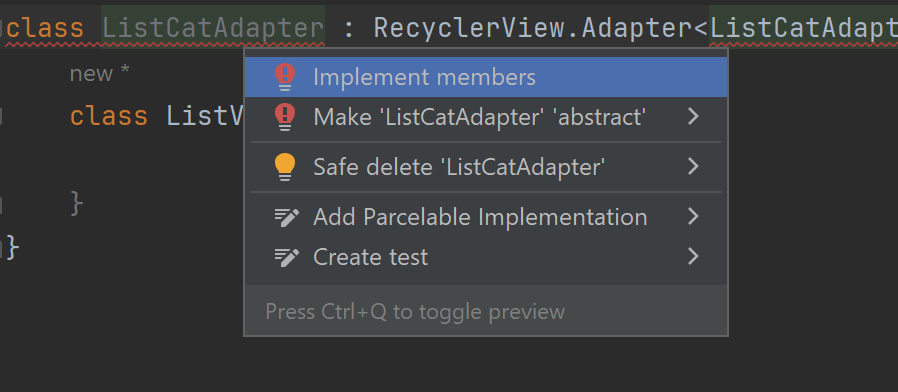 class ListCatAdapter : RecyclerView.Adapter<ListCatAdapt
new *
class ListV
Implement members
Make 'ListCatAdapter' 'abstract'
Safe delete 'ListCatAdapter'
}
Add Parcelable Implementation
}
Create test
Press Ctrl+Q to toggle preview